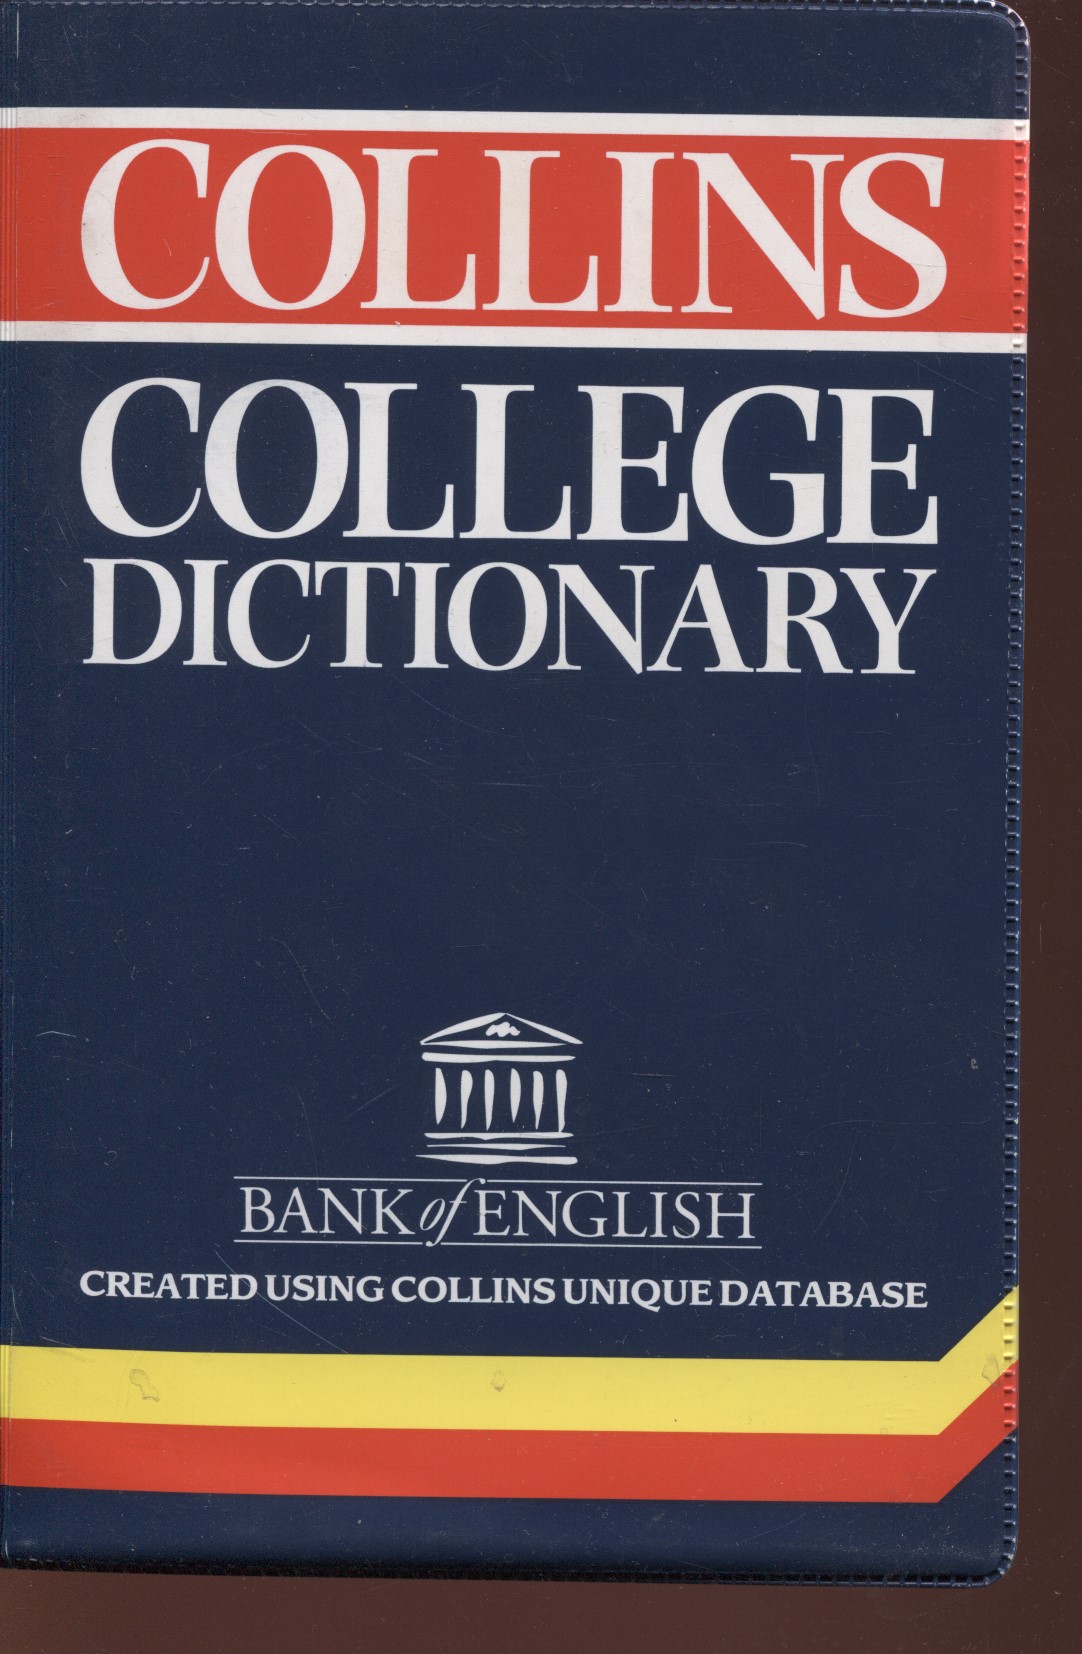 COLLINS
COLLEGE
DICTIONARY
BANK of ENGLISH
CREATED USING COLLINS UNIQUE DATABASE